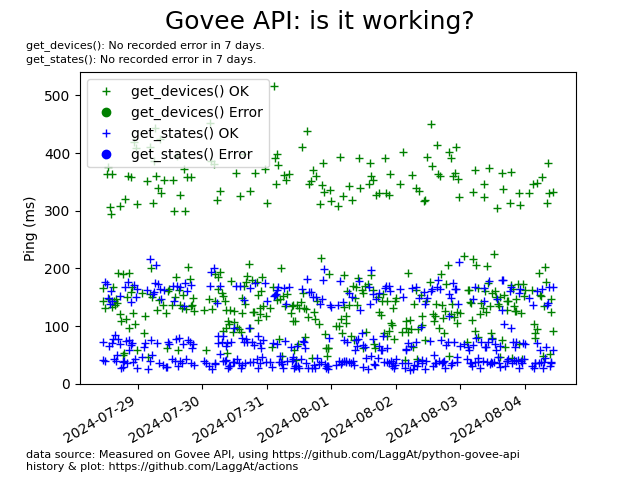 Govee API: is it working?
get_devices(): No recorded error in 7 days.
get_states(): No recorded error in 7 days.
get_devices() OK
get_devices() Error
get_states() OK
get_states() Error
Ping (ms)
500
400
300
200
100
0
2024-07-29
2024-07-30
2024-07-31
2024-08-01
2024-08-02
2024-08-03
2024-08-04
data source: Measured on Govee API, using https://github.com/LaggAt/python-govee-api
history & plot: https://github.com/LaggAt/actions